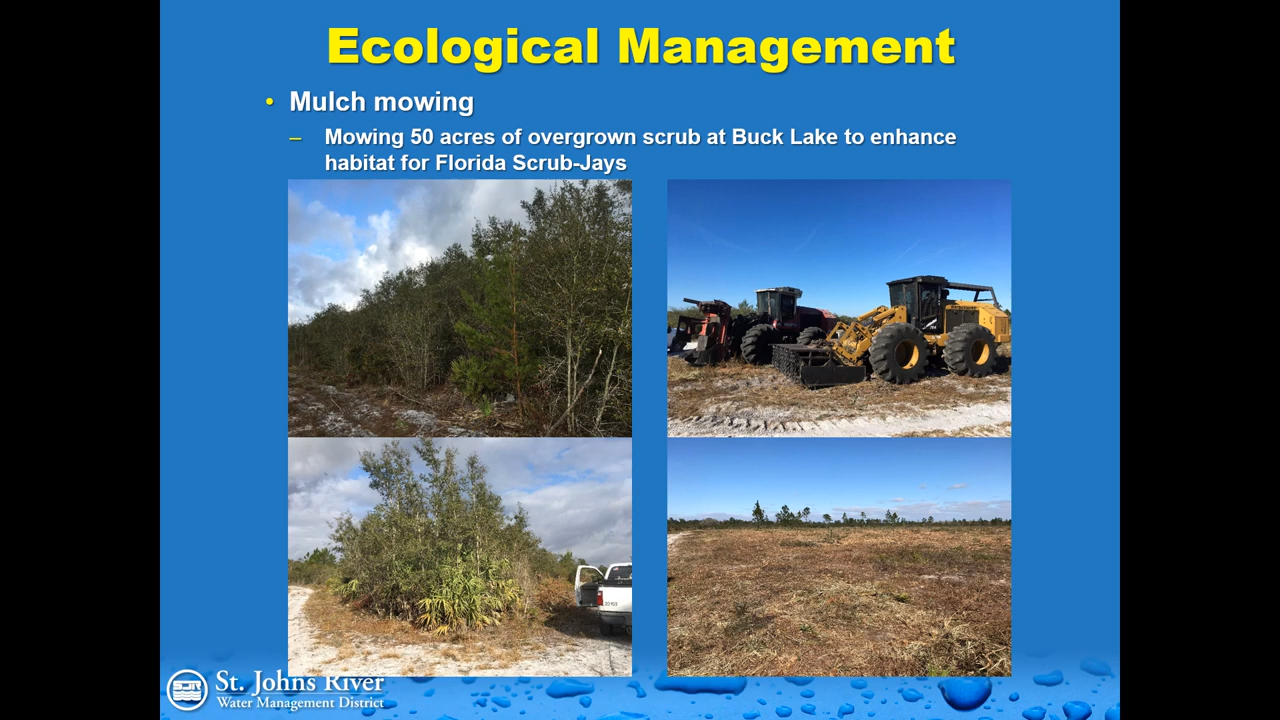 Ecological Management
• Mulch mowing
– Mowing 50 acres of overgrown scrub at Buck Lake to enhance
habitat for Florida Scrub-Jays
St. Johns River
Water Management District